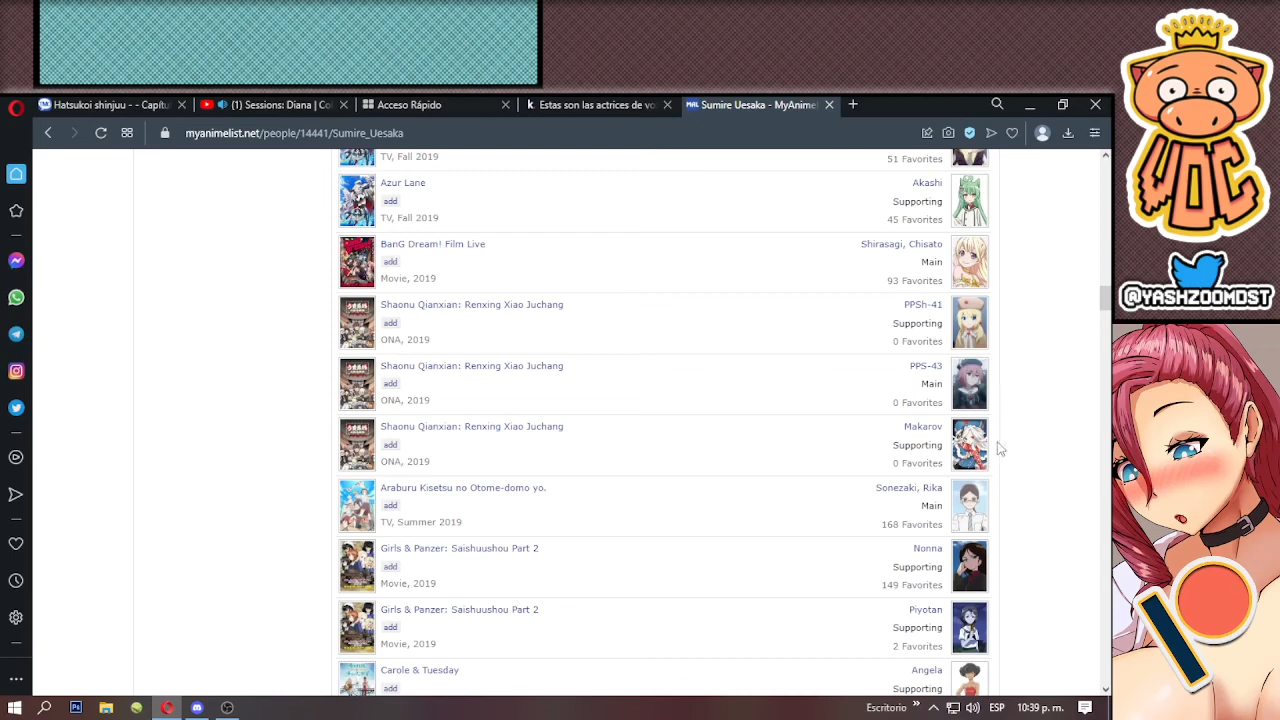 Hatsukoi shinjuu - - Capítu
(1) Sessions: Diana | Col
Acceso Rápido
k. Estas son las actrices de vo
MAL Sumire Uesaka - MyAnime
myanimelist.net/people/14441/Sumire_Uesaka
TV, Fall 2019
51 Favorites
Azur Lane
Akashi
add
Supporting
TV, Fall 2019
45 Favorites
BanG Dream! Film Live
Shirasagi, Chisato
add
Main
Movie, 2019
93 Favorites
Shaonu Qianxian: Renxing Xiao Juchang
PPSh-41
add
Supporting
ONA, 2019
0 Favorites
Shaonu Qianxian: Renxing Xiao Juchang
PPS-43
add
Main
ONA, 2019
0 Favorites
Shaonu Qianxian: Renxing Xiao Juchang
Makarov
add
Supporting
ONA, 2019
0 Favorites
Araburu Kisetsu no Otome-domo yo.
Sonezaki, Rika
add
Main
TV, Summer 2019
168 Favorites
Girls & Panzer: Saishuushou Part 2
Nonna
add
Supporting
Movie, 2019
149 Favorites
Girls & Panzer: Saishuushou Part 2
Piyotan
add
Supporting
Movie, 2019
2 Favorites
Carole & Tuesday
Angela
add
Supporting
Escritorio
ESP
10:39 p. m.
@YASHZOOMDST